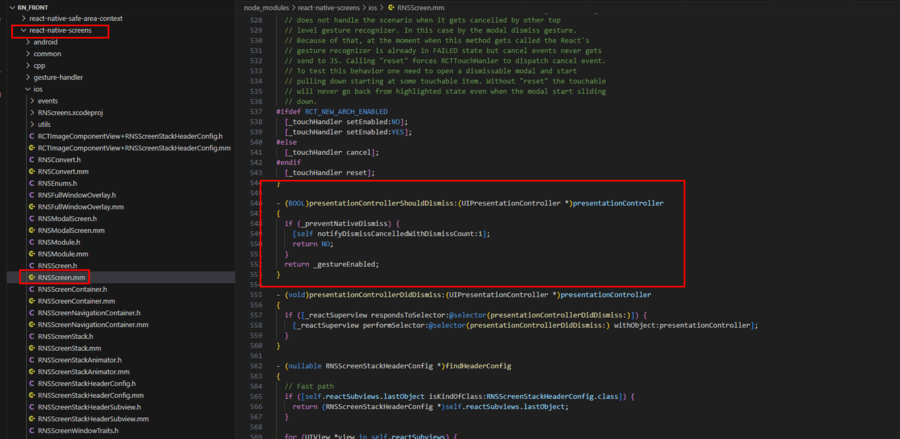 RN_FRONT
react-native-safe-area-context
react-native-screens
android
common
cpp
gesture-handler
ios
events
RNScreens.xcodeproj
utils
RCTImageComponentView+RNSScreenStackHeaderConfig.h
RCTImageComponentView+RNSScreenStackHeaderConfig.mm
RNSConvert.h
RNSConvert.mm
RNSEnums.h
RNSFullWindowOverlay.h
RNSFullWindowOverlay.mm
RNSModalScreen.h
RNSModalScreen.mm
RNSModule.h
RNSModule.mm
RNSScreen.h
RNSScreen.mm
RNSScreenContainer.h
RNSScreenContainer.mm
RNSScreenNavigationContainer.h
RNSScreenNavigationContainer.mm
RNSScreenStack.h
RNSScreenStack.mm
RNSScreenStackAnimator.h
RNSScreenStackAnimator.mm
RNSScreenStackHeaderConfig.h
RNSScreenStackHeaderConfig.mm
RNSScreenStackHeaderSubview.h
RNSScreenStackHeaderSubview.mm
RNSScreenWindowTraits.h
node_modules > react-native-screens > ios > RNSScreen.mm
528 // does not handle the scenario when it gets cancelled by other top
529 // level gesture recognizer. In this case by the modal dismiss gesture.
530 // Because of that, at the moment when this method gets called the React's
531 // gesture recognizer is already in FAILED state but cancel events never gets
532 // send to JS. Calling "reset" forces RCTTouchHanler to dispatch cancel event.
533 // To test this behavior one need to open a dismissable modal and start
534 // pulling down starting at some touchable item. Without "reset" the touchable
535 // will never go back from highlighted state even when the modal start sliding
536 // down.
537 #ifdef RCT_NEW_ARCH_ENABLED
538 [_touchHandler setEnabled:NO];
539 [_touchHandler setEnabled:YES];
540 #else
541 [_touchHandler cancel];
542 #endif
543 [_touchHandler reset];
544 }
545
546 - (BOOL)presentationControllerShouldDismiss:(UIPresentationController *)presentationController
547 {
548 if (_preventNativeDismiss) {
549 [self notifyDismissCancelledWithDismissCount:1];
550 return NO;
551 }
552 return _gestureEnabled;
553 }
554
555 - (void)presentationControllerDidDismiss:(UIPresentationController *)presentationController
556 {
557 if ([_reactSuperview respondsToSelector:@selector(presentationControllerDidDismiss:)]) {
558 [_reactSuperview performSelector:@selector(presentationControllerDidDismiss:) withObject:presentationController];
559 }
560 }
561
562 - (nullable RNSScreenStackHeaderConfig *)findHeaderConfig
563 {
564 // Fast path
565 if ([self.reactSubviews.lastObject isKindOfClass:RNSScreenStackHeaderConfig.class]) {
566 return (RNSScreenStackHeaderConfig *)self.reactSubviews.lastObject;
567 }
568
569 for (UIView *view in self.reactSubviews) {